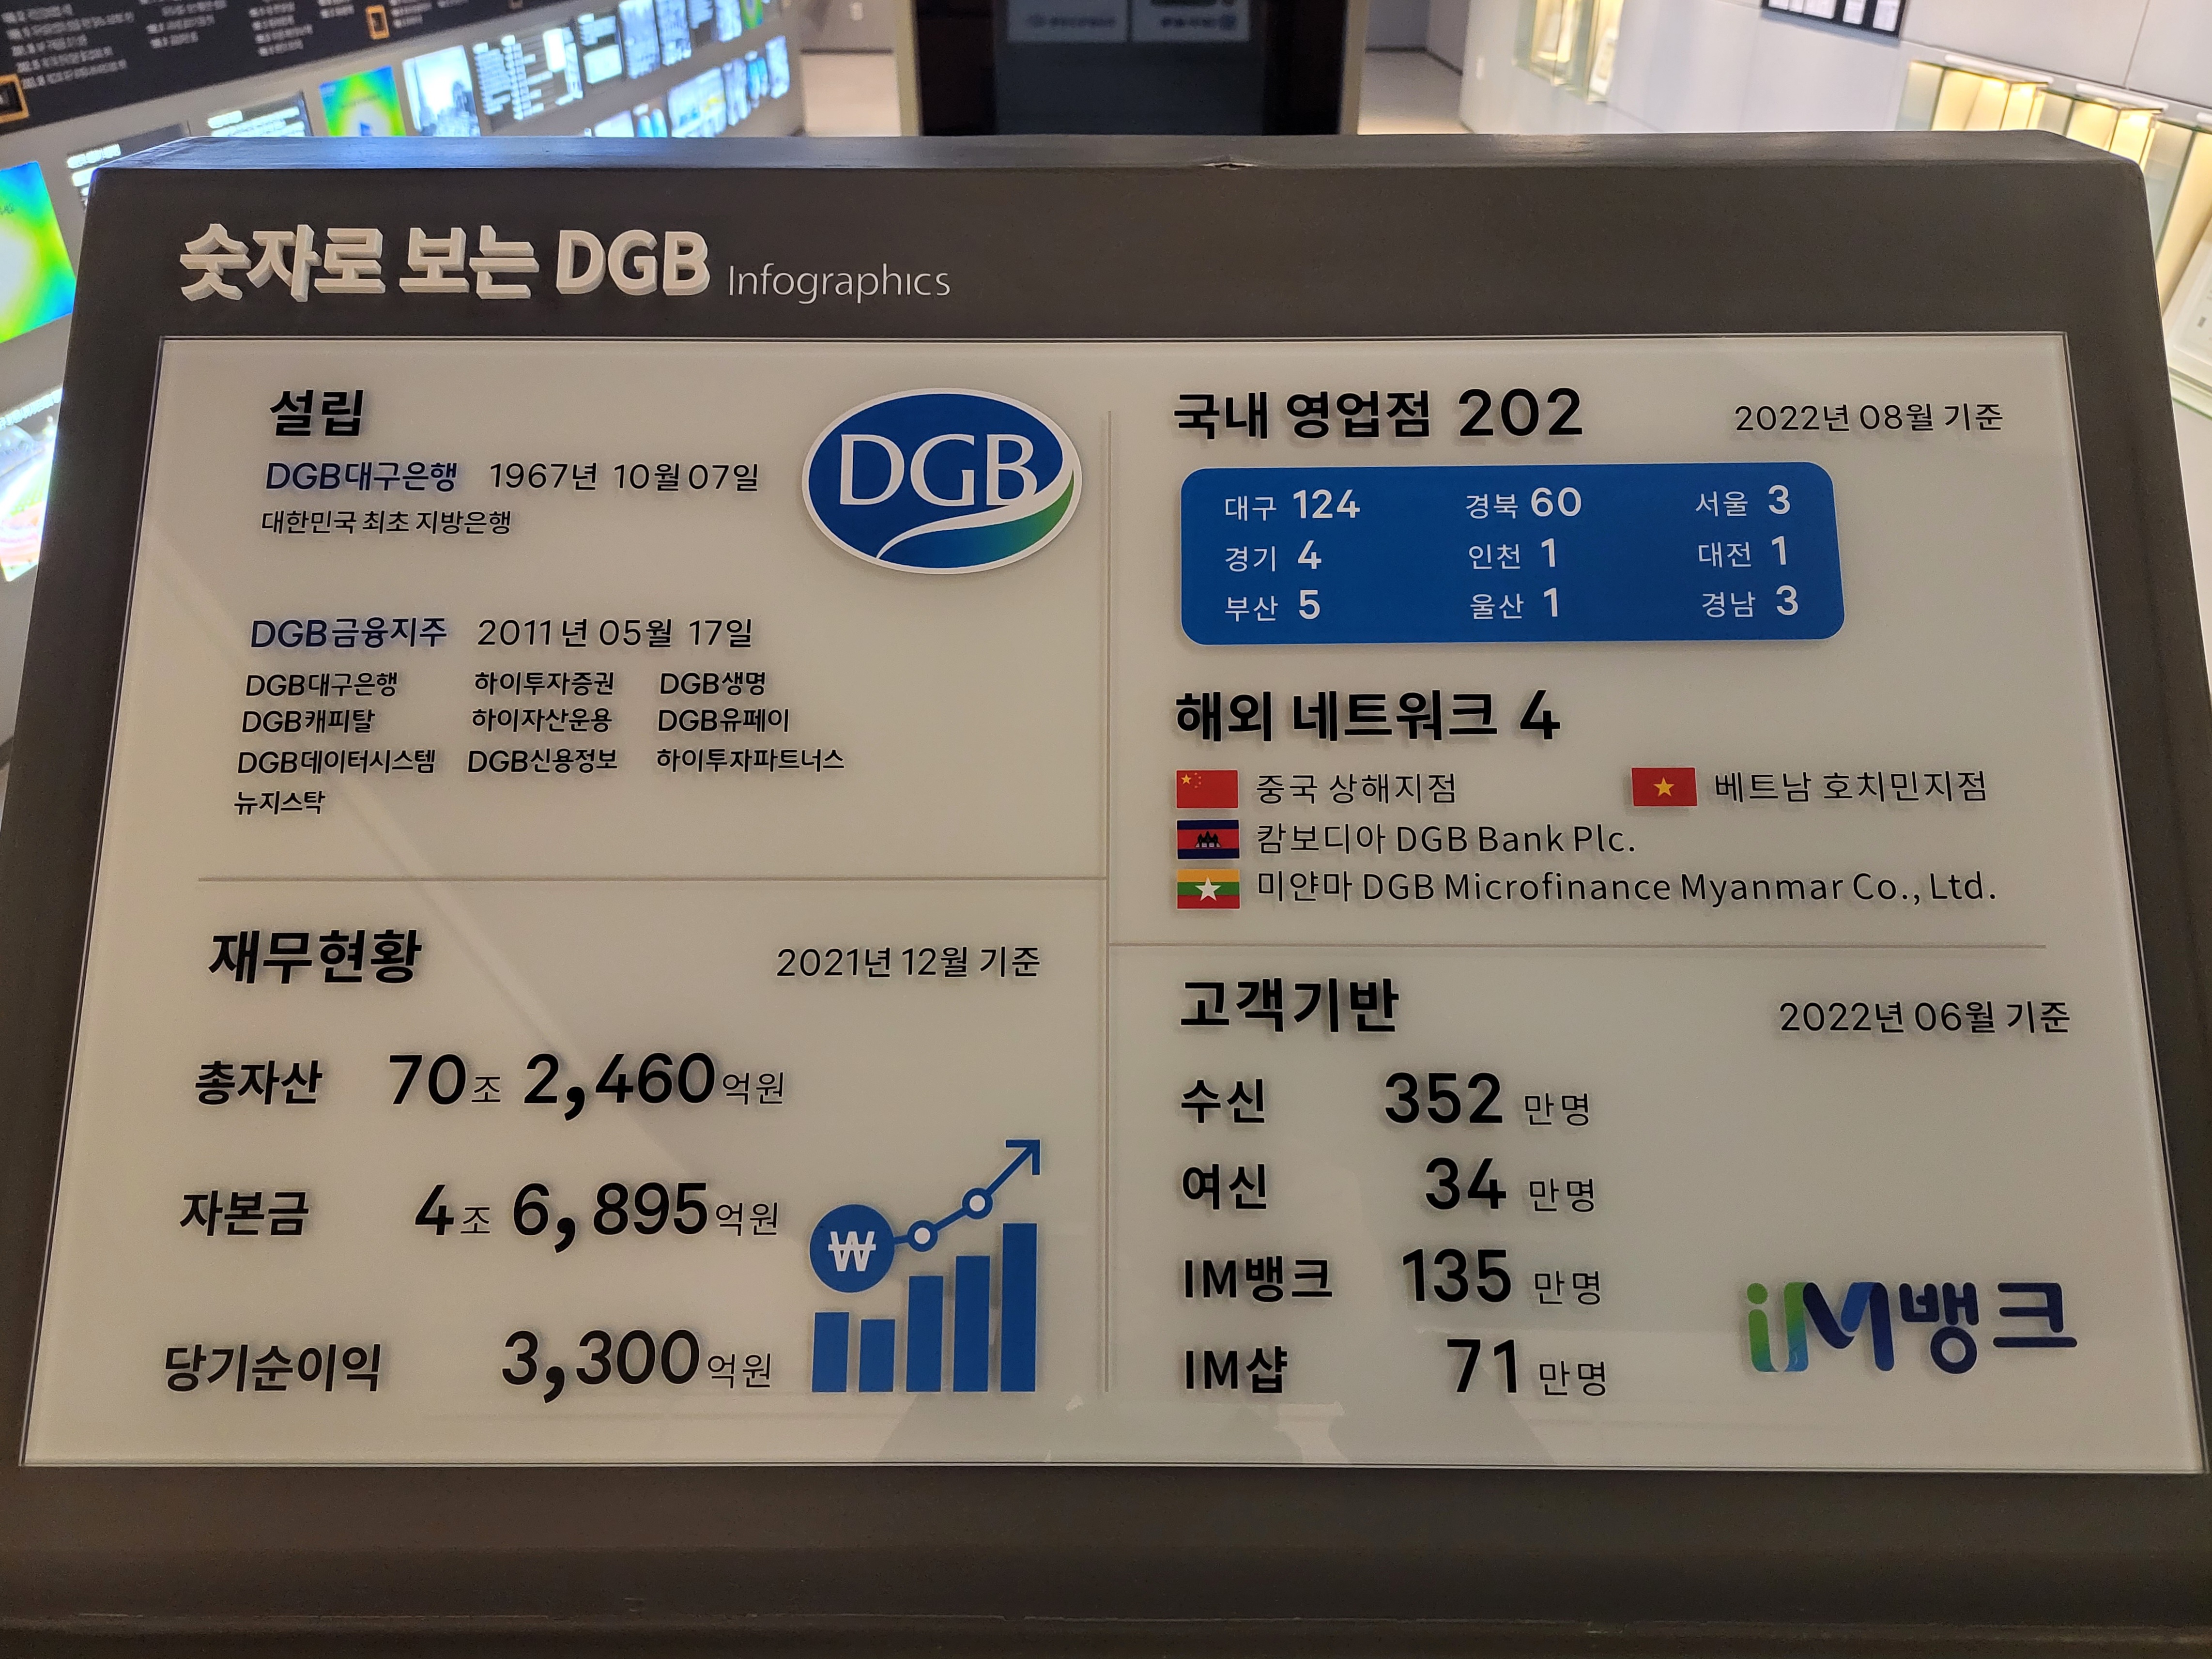 숫자로 보는 DGB Infographics
설립
DGB대구은행 1967년 10월 07일
대한민국 최초 지방은행
DGB
DGB금융지주 2011년 05월 17일
DGB대구은행 하이투자증권 DGB생명
DGB캐피탈 하이자산운용 DGB유페이
DGB데이터시스템 DGB신용정보 하이투자파트너스
뉴지스탁
재무현황 2021년 12월 기준
총자산 70조 2,460억원
자본금 4조 6,895억원
당기순이익 3,300억원
₩
국내 영업점 202 2022년 08월 기준
대구 124 경북 60 서울 3
경기 4 인천 1 대전 1
부산 5 울산 1 경남 3
해외 네트워크 4
중국 상해지점 베트남 호치민지점
캄보디아 DGB Bank Plc.
미얀마 DGB Microfinance Myanmar Co., Ltd.
고객기반 2022년 06월 기준
수신 352 만명
여신 34 만명
IM뱅크 135 만명
IM샵 71 만명
iM뱅크